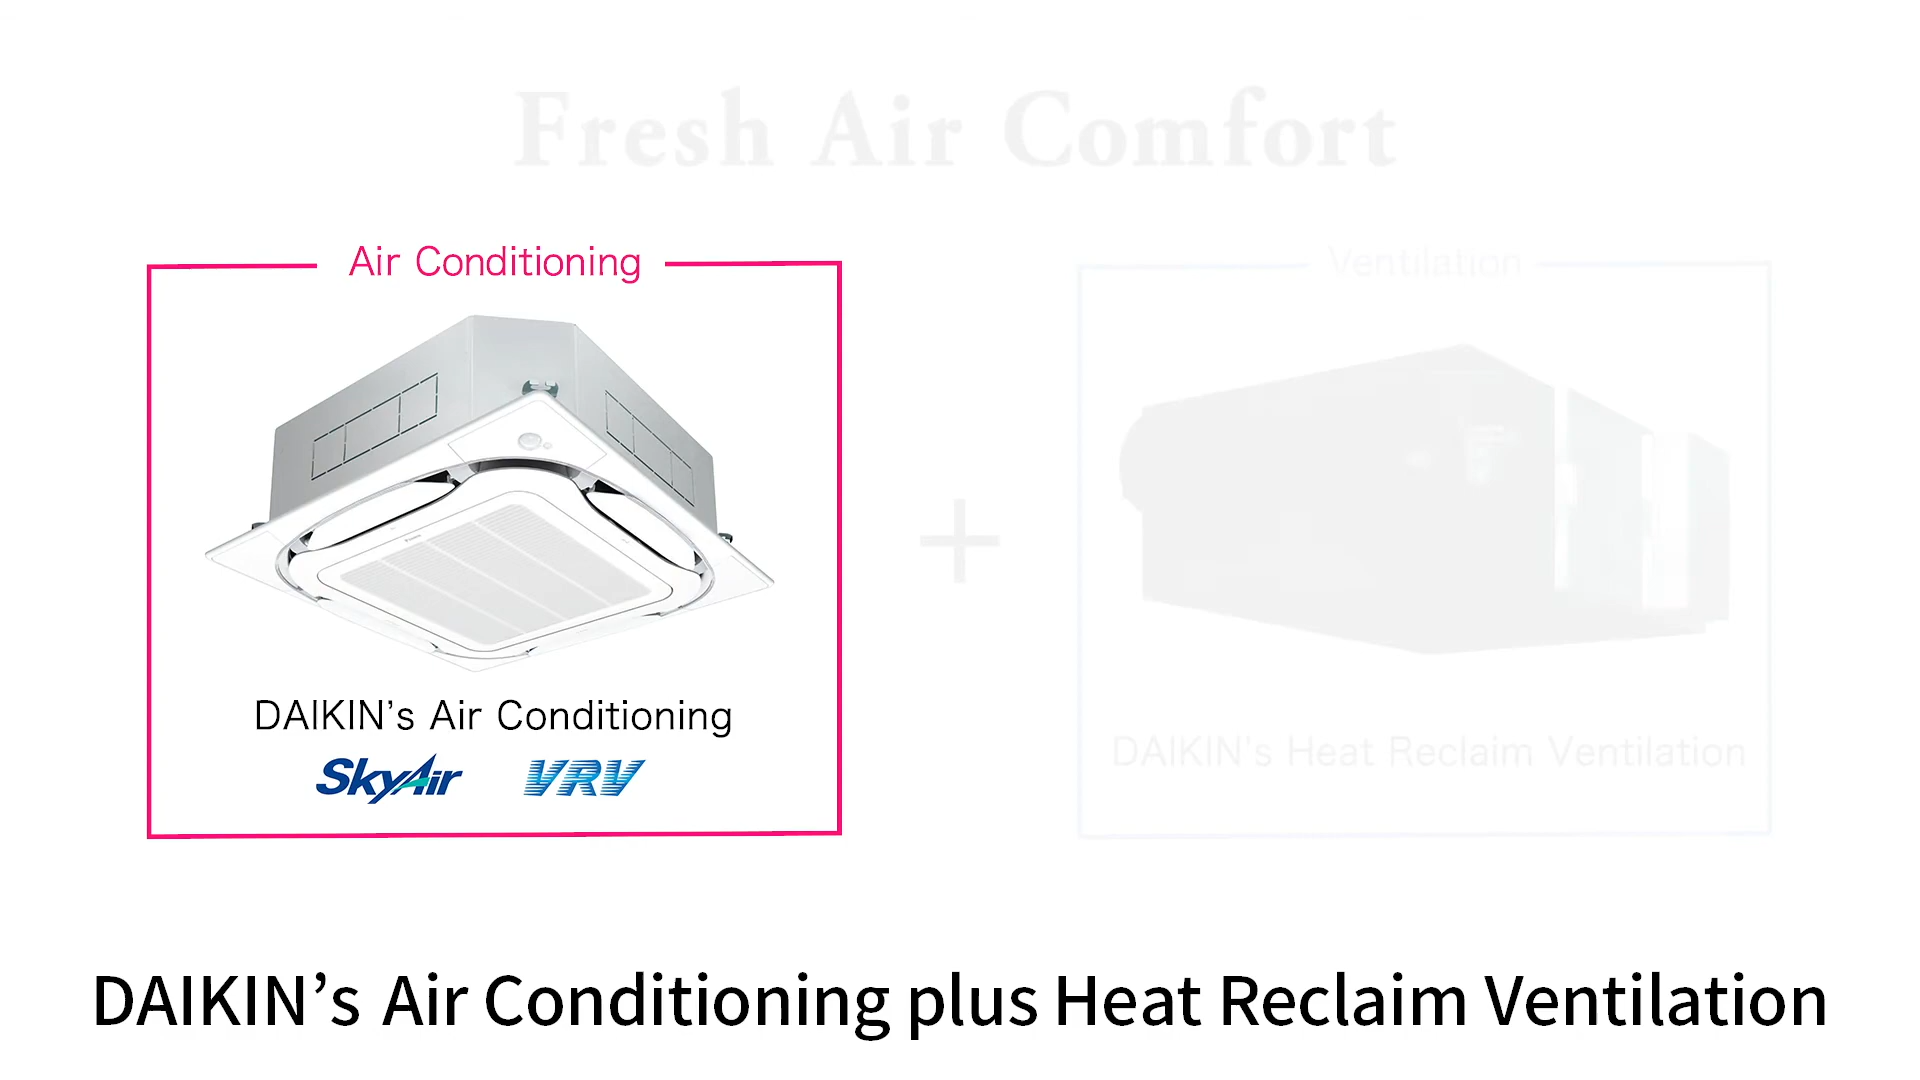 Fresh Air Comfort
Air Conditioning
Ventilation
+
DAIKIN's Air Conditioning
SkyAir VRV
DAIKIN's Heat Reclaim Ventilation
DAIKIN's Air Conditioning plus Heat Reclaim Ventilation